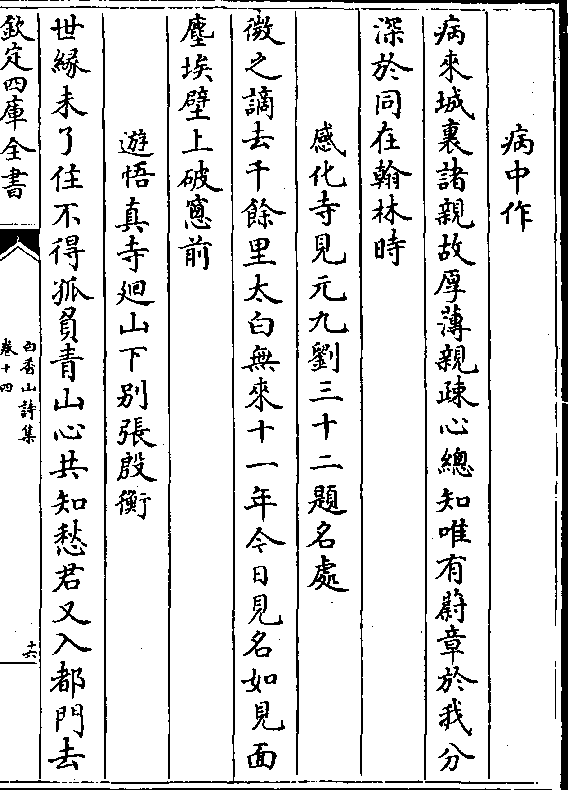 病中作
病來城裏諸親故厚薄親疎心總知唯有蔚章於我分
深於同在翰林時
感化寺見元九劉三十二題名處
微之謫去千餘里太白無來十一年今日見名如見面
塵埃壁上破窻前
遊悟真寺廻山下别張殷衡
世緣未了住不得孤負青山心共知愁君又入都門去
欽定四庫全書
白香山詩集
卷十四
十六